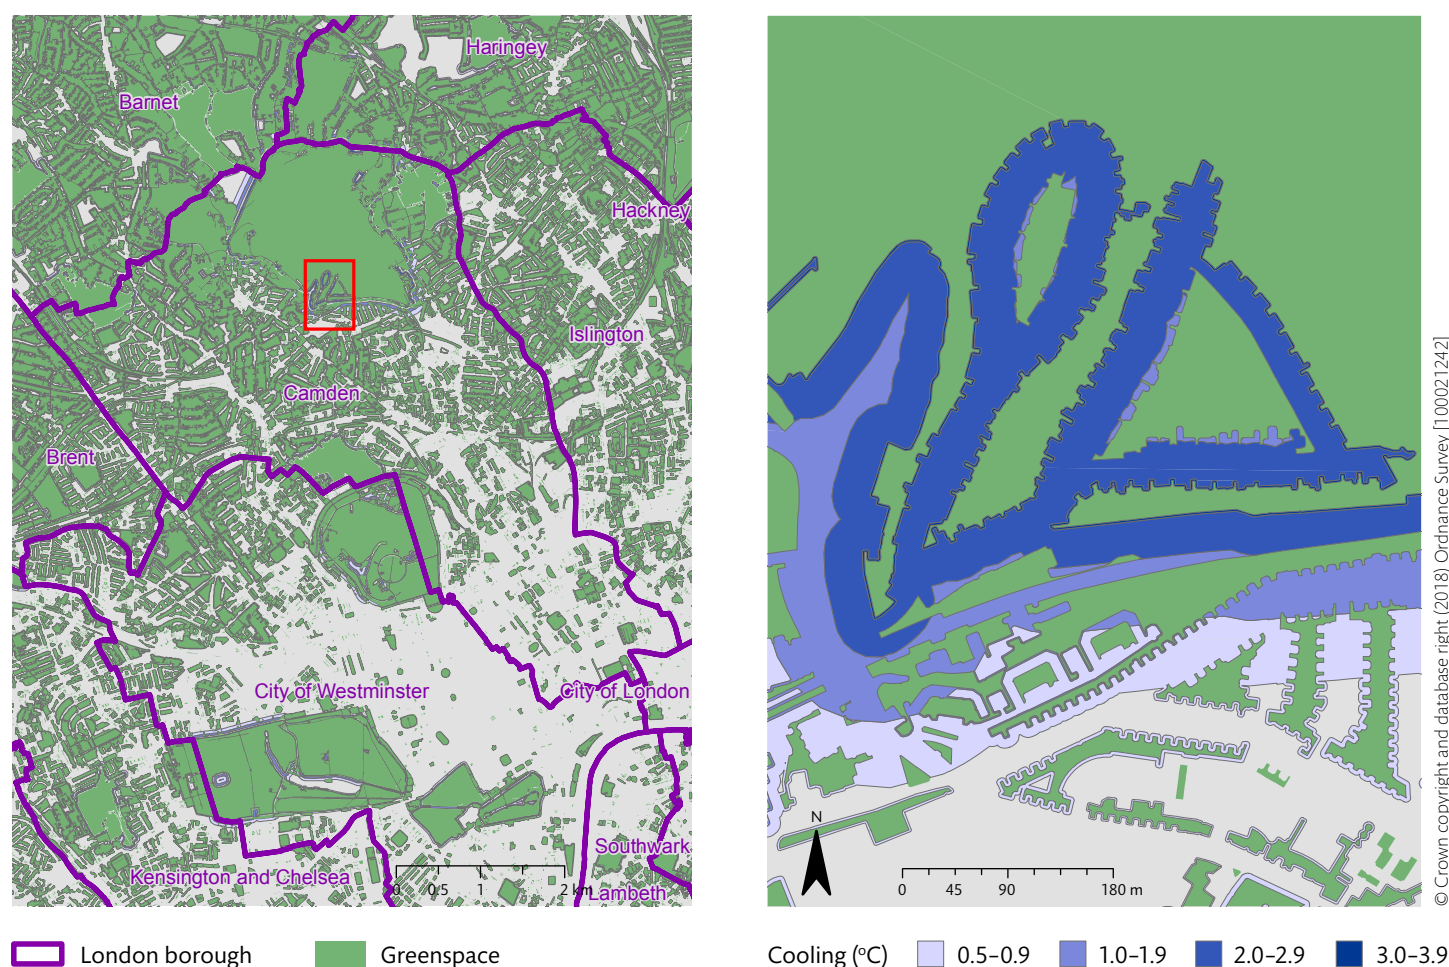 Haringey
Barnet
Hackney
Islington
Camden
Brent
City of Westminster
City of London
Southwark
Kensington and Chelsea
Lambeth
0 0.5 1 2 km
N
0 45 90 180 m
© Crown copyright and database right (2018) Ordnance Survey [100021242]
London borough
Greenspace
Cooling (°C)
0.5–0.9
1.0–1.9
2.0–2.9
3.0–3.9